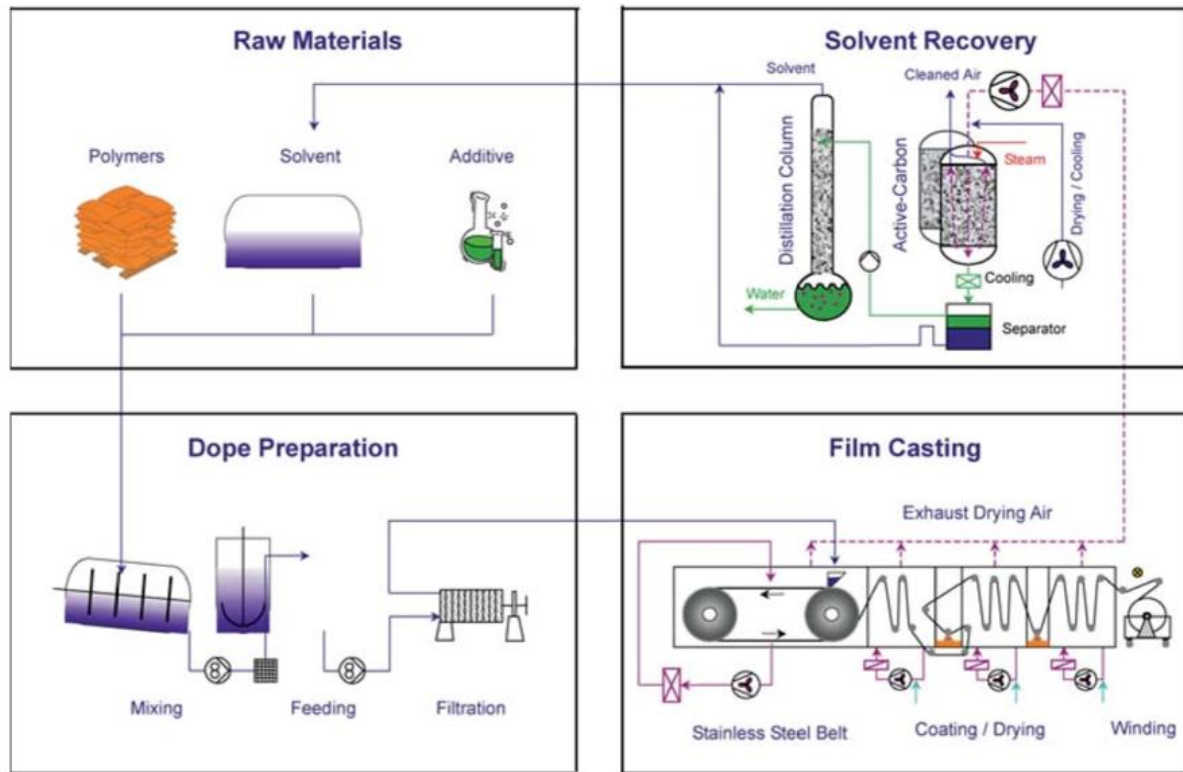 Raw Materials
Polymers
Solvent
Additive
Solvent Recovery
Solvent
Cleaned Air
Distillation Column
Active-Carbon
Steam
Drying / Cooling
Cooling
Water
Separator
Dope Preparation
Mixing
Feeding
Filtration
Film Casting
Exhaust Drying Air
Stainless Steel Belt
Coating / Drying
Winding